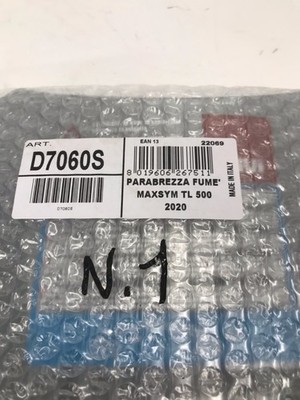 ART.
D7060S
D7060S
EAN 13
22069
8 019606 267511
PARABREZZA FUME'
MAXSYM TL 500
2020
MADE IN ITALY
N.1